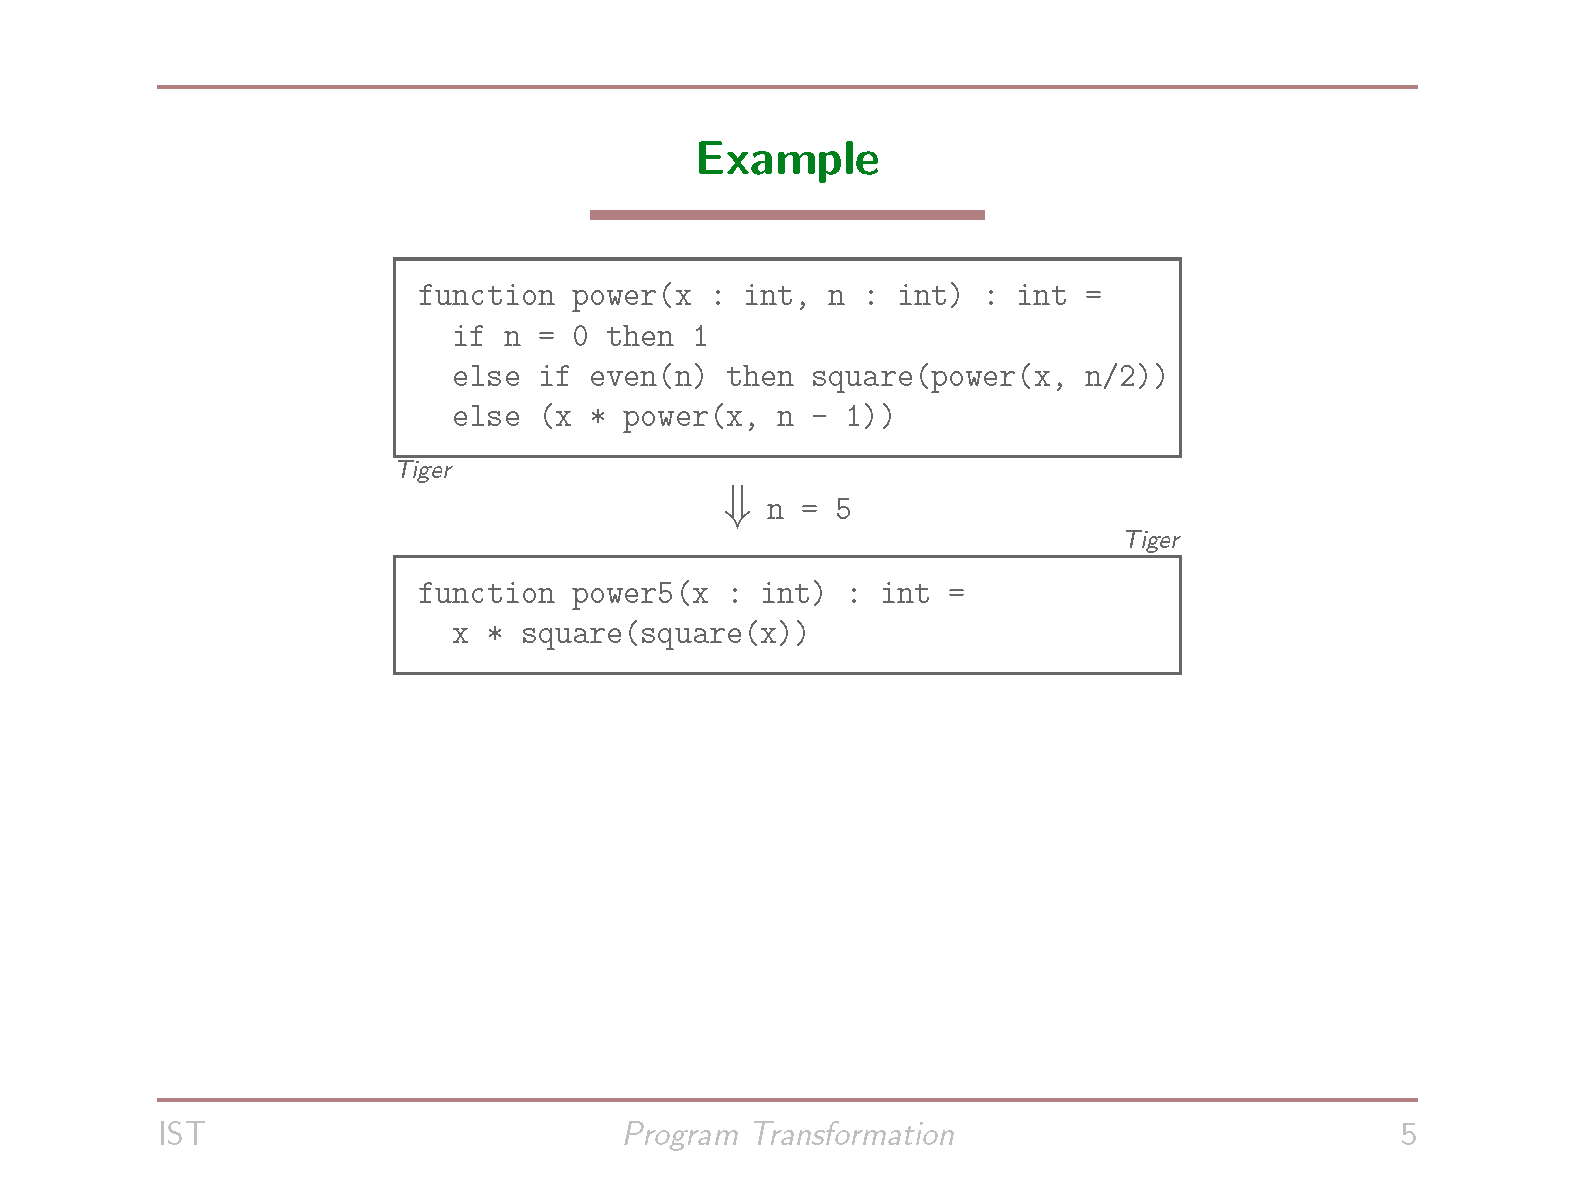 Example
function power(x : int, n : int) : int =
  if n = 0 then 1
  else if even(n) then square(power(x, n/2))
  else (x * power(x, n - 1))
Tiger
⇓ n = 5
Tiger
function power5(x : int) : int =
  x * square(square(x))
IST Program Transformation 5